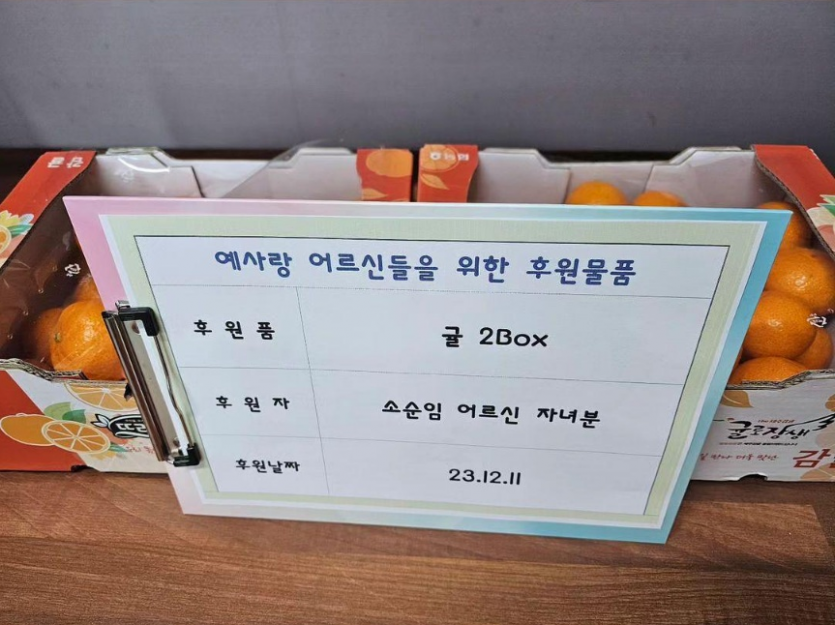 예사랑 어르신들을 위한 후원물품
후 원 품
귤 2Box
후 원 자
소순임 어르신 자녀분
후원날짜
23.12.11